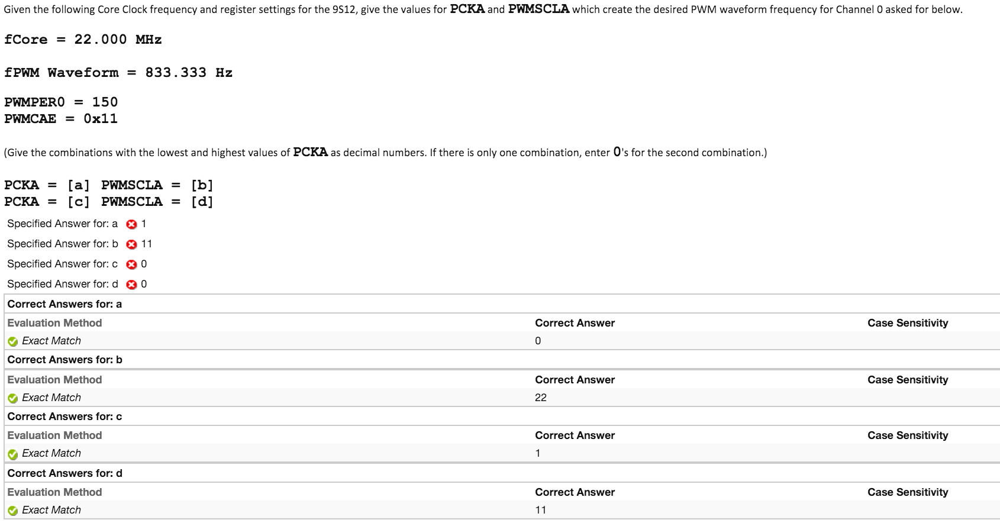 Given the following Core Clock frequency and register settings for the 9S12, give the values for PCKA and PWMSCLA which create the desired PWM waveform frequency for Channel 0 asked for below.
fCore = 22.000 MHz
fPWM Waveform = 833.333 Hz
PWMPER0 = 150
PWMCAE = 0x11
(Give the combinations with the lowest and highest values of PCKA as decimal numbers. If there is only one combination, enter 0's for the second combination.)
PCKA = [a] PWMSCLA = [b]
PCKA = [c] PWMSCLA = [d]
Specified Answer for: a 1
Specified Answer for: b 11
Specified Answer for: c 0
Specified Answer for: d 0
Correct Answers for: a
Evaluation Method Correct Answer Case Sensitivity
Exact Match 0
Correct Answers for: b
Evaluation Method Correct Answer Case Sensitivity
Exact Match 22
Correct Answers for: c
Evaluation Method Correct Answer Case Sensitivity
Exact Match 1
Correct Answers for: d
Evaluation Method Correct Answer Case Sensitivity
Exact Match 11